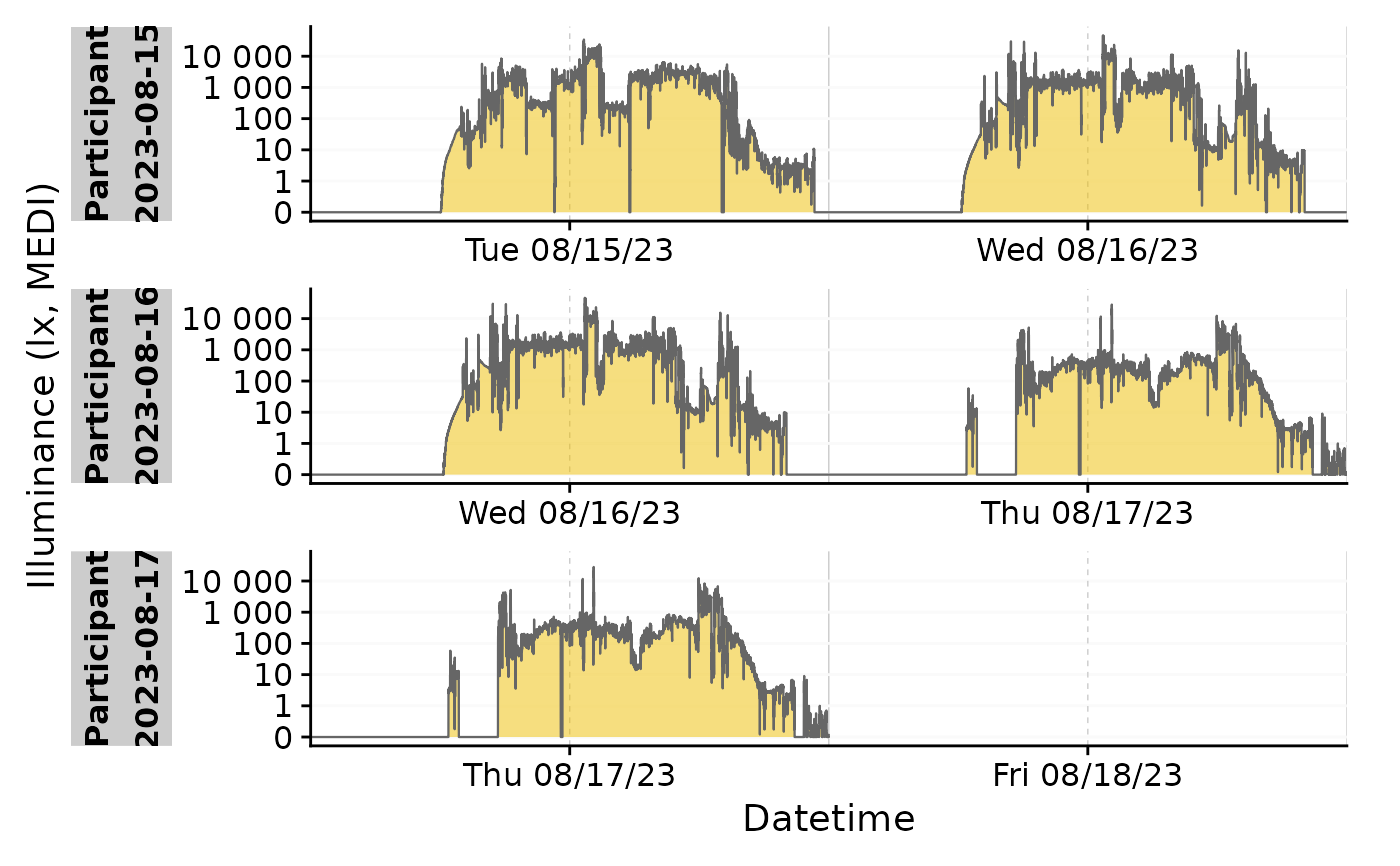 Illuminance (lx, MEDI)
Participant
2023-08-15
10 000
1 000
100
10
1
0
Tue 08/15/23
Wed 08/16/23
Participant
2023-08-16
10 000
1 000
100
10
1
0
Wed 08/16/23
Thu 08/17/23
Participant
2023-08-17
10 000
1 000
100
10
1
0
Thu 08/17/23
Fri 08/18/23
Datetime